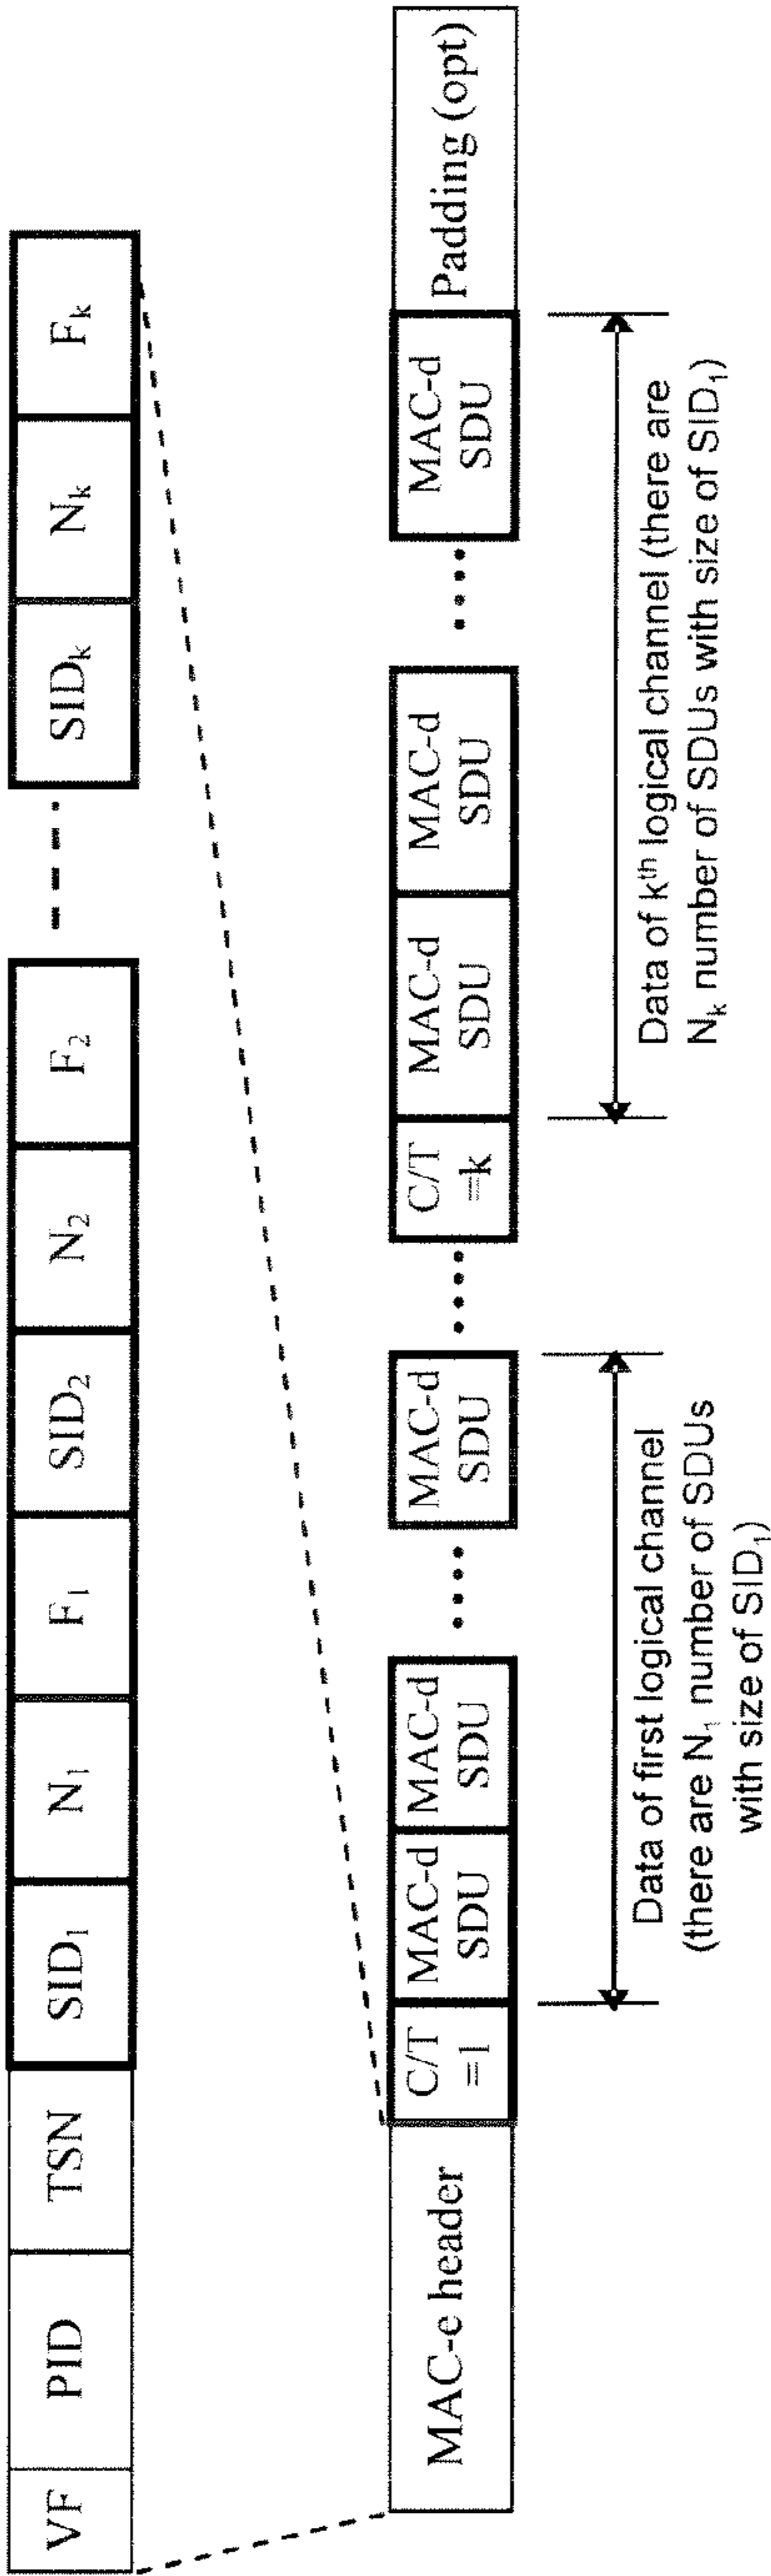 VF PID TSN SID₁ N₁ F₁ SID₂ N₂ F₂ SIDₖ Nₖ Fₖ
MAC-e header
C/T
=1
MAC-d
SDU
MAC-d
SDU
MAC-d
SDU
C/T
=k
MAC-d
SDU
MAC-d
SDU
MAC-d
SDU
Padding (opt)
Data of first logical channel
(there are N₁ number of SDUs
with size of SID₁)
Data of kᵗʰ logical channel (there are
Nₖ number of SDUs with size of SID₁)